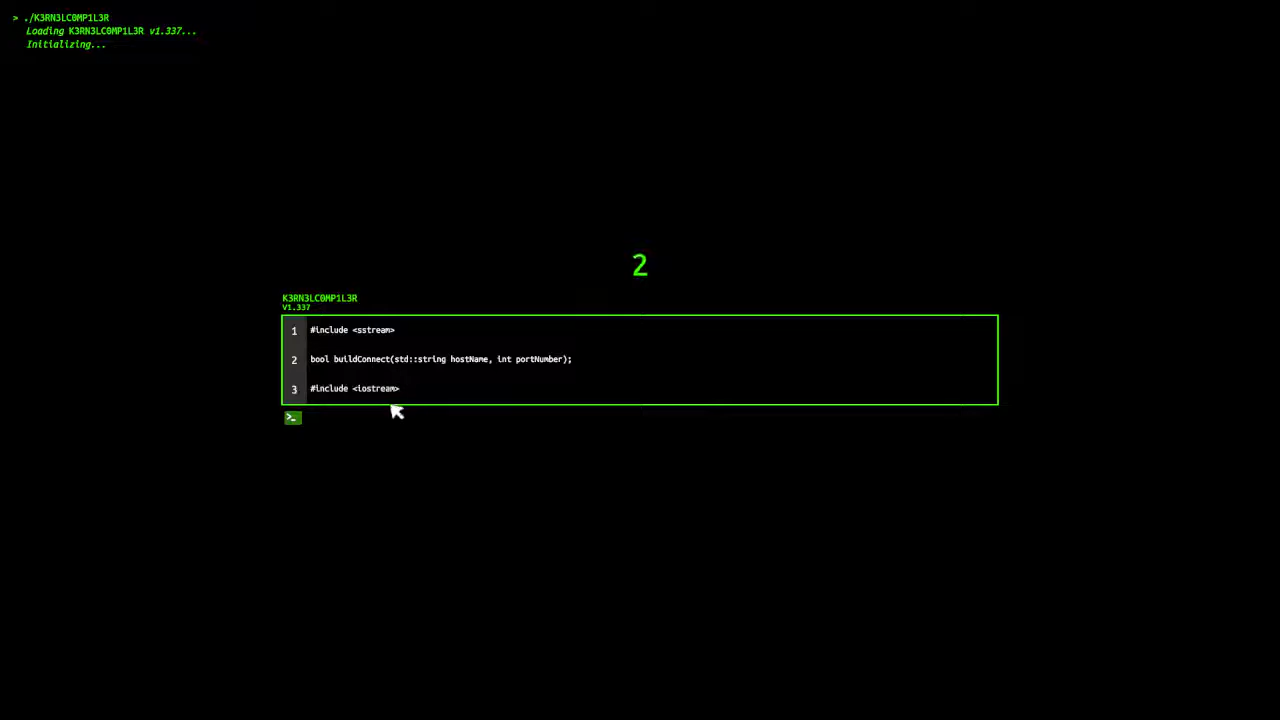 > ./K3RN3LC0MP1L3R
Loading K3RN3LC0MP1L3R v1.337...
Initializing...
2
K3RN3LC0MP1L3R
V1.337
1 #include <sstream>
2 bool buildConnect(std::string hostName, int portNumber);
3 #include <iostream>
>_